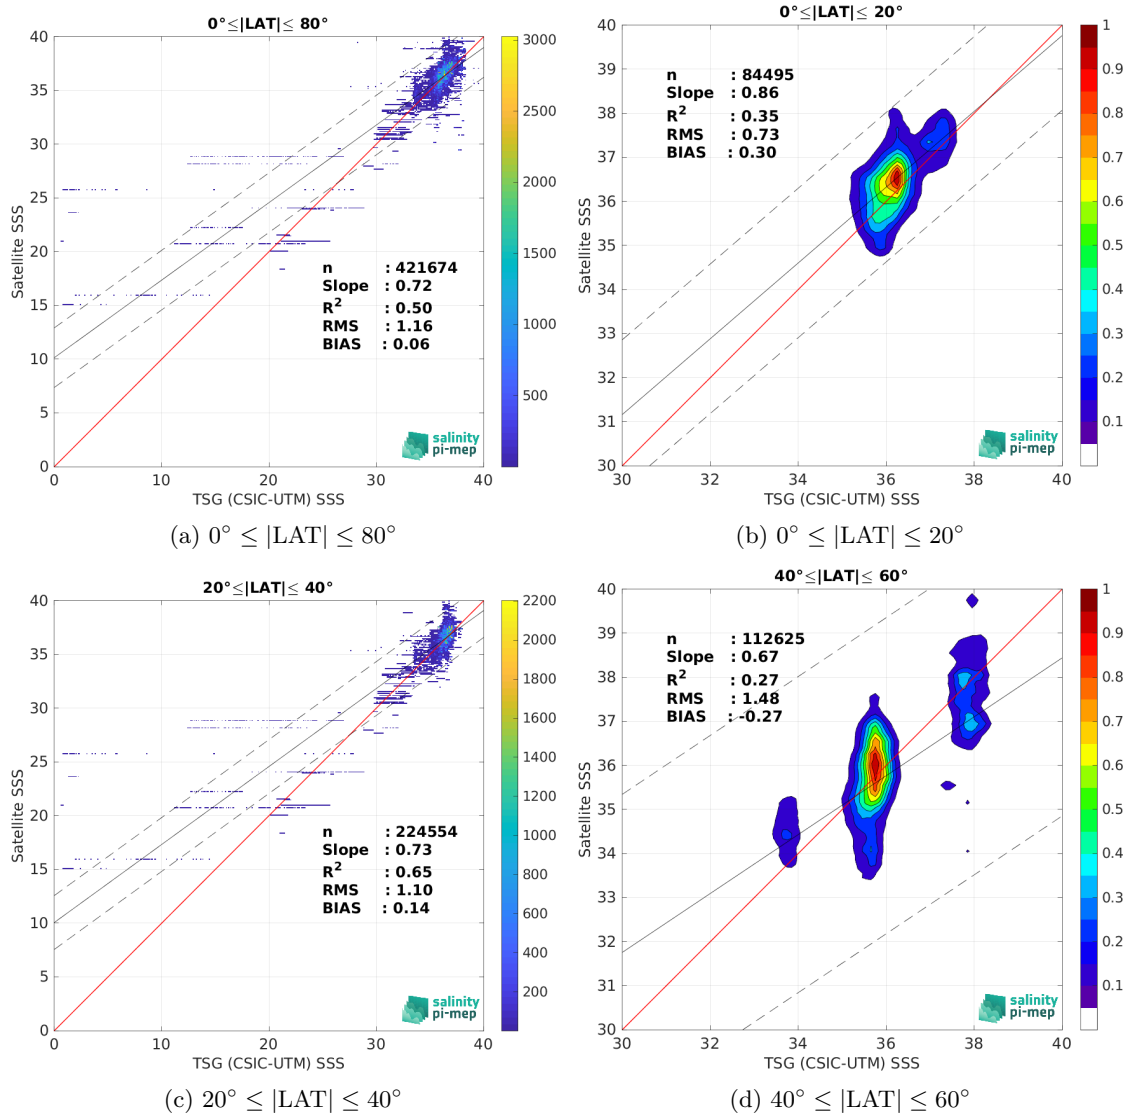 0°≤|LAT|≤ 80°
40
35
30
25
20
15
10
5
0
Satellite SSS
n : 421674
Slope : 0.72
R² : 0.50
RMS : 1.16
BIAS : 0.06
salinity
pi-mep
0 10 20 30 40
TSG (CSIC-UTM) SSS
3000
2500
2000
1500
1000
500
(a) 0° ≤ |LAT| ≤ 80°
0°≤|LAT|≤ 20°
40
39
38
37
36
35
34
33
32
31
30
Satellite SSS
n : 84495
Slope : 0.86
R² : 0.35
RMS : 0.73
BIAS : 0.30
salinity
pi-mep
30 32 34 36 38 40
TSG (CSIC-UTM) SSS
1
0.9
0.8
0.7
0.6
0.5
0.4
0.3
0.2
0.1
(b) 0° ≤ |LAT| ≤ 20°
20°≤|LAT|≤ 40°
40
35
30
25
20
15
10
5
0
Satellite SSS
n : 224554
Slope : 0.73
R² : 0.65
RMS : 1.10
BIAS : 0.14
salinity
pi-mep
0 10 20 30 40
TSG (CSIC-UTM) SSS
2200
2000
1800
1600
1400
1200
1000
800
600
400
200
(c) 20° ≤ |LAT| ≤ 40°
40°≤|LAT|≤ 60°
40
39
38
37
36
35
34
33
32
31
30
Satellite SSS
n : 112625
Slope : 0.67
R² : 0.27
RMS : 1.48
BIAS : -0.27
salinity
pi-mep
30 32 34 36 38 40
TSG (CSIC-UTM) SSS
1
0.9
0.8
0.7
0.6
0.5
0.4
0.3
0.2
0.1
(d) 40° ≤ |LAT| ≤ 60°